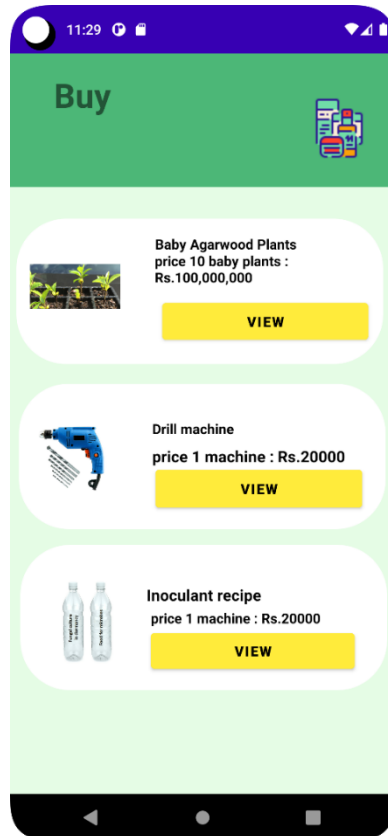 11:29
Buy
Baby Agarwood Plants
price 10 baby plants :
Rs.100,000,000
VIEW
Drill machine
price 1 machine : Rs.20000
VIEW
Inoculant recipe
price 1 machine : Rs.20000
VIEW